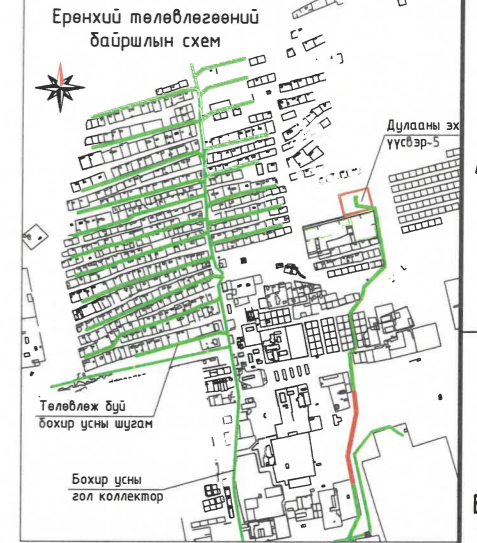 Ерөнхий төлөвлөгөөний
байршлын схем
Дулааны эх
үүсвэр-5
Төлөвлөж буй
бохир усны шугам
Бохир усны
гол коллектор